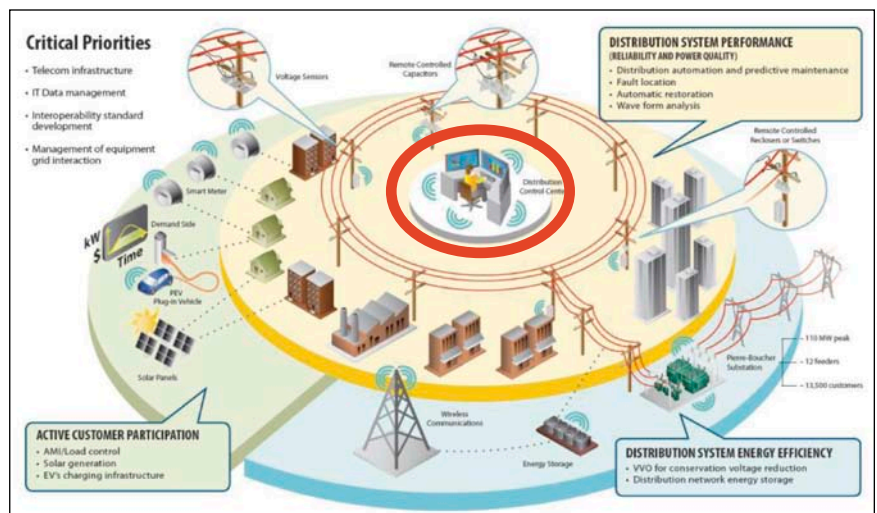 Critical Priorities
• Telecom infrastructure
• IT Data management
• Interoperability standard
development
• Management of equipment
grid interaction
Voltage Sensors
Remote Controlled
Capacitors
DISTRIBUTION SYSTEM PERFORMANCE
(RELIABILITY AND POWER QUALITY)
• Distribution automation and predictive maintenance
• Fault location
• Automatic restoration
• Wave form analysis
Remote Controlled
Reclosers or Switches
Distribution
Control Cente
Smart Meter
Demand Side
kW
$
Time
PEV
Plug-in Vehicle
Solar Panels
Pierre-Boucher
Substation
110 MW peak
12 feeders
13,500 customers
Wireless
Communications
Energy Storage
ACTIVE CUSTOMER PARTICIPATION
• AMI/Load control
• Solar generation
• EV's charging infrastructure
DISTRIBUTION SYSTEM ENERGY EFFICIENCY
• VVO for conservation voltage reduction
• Distribution network energy storage